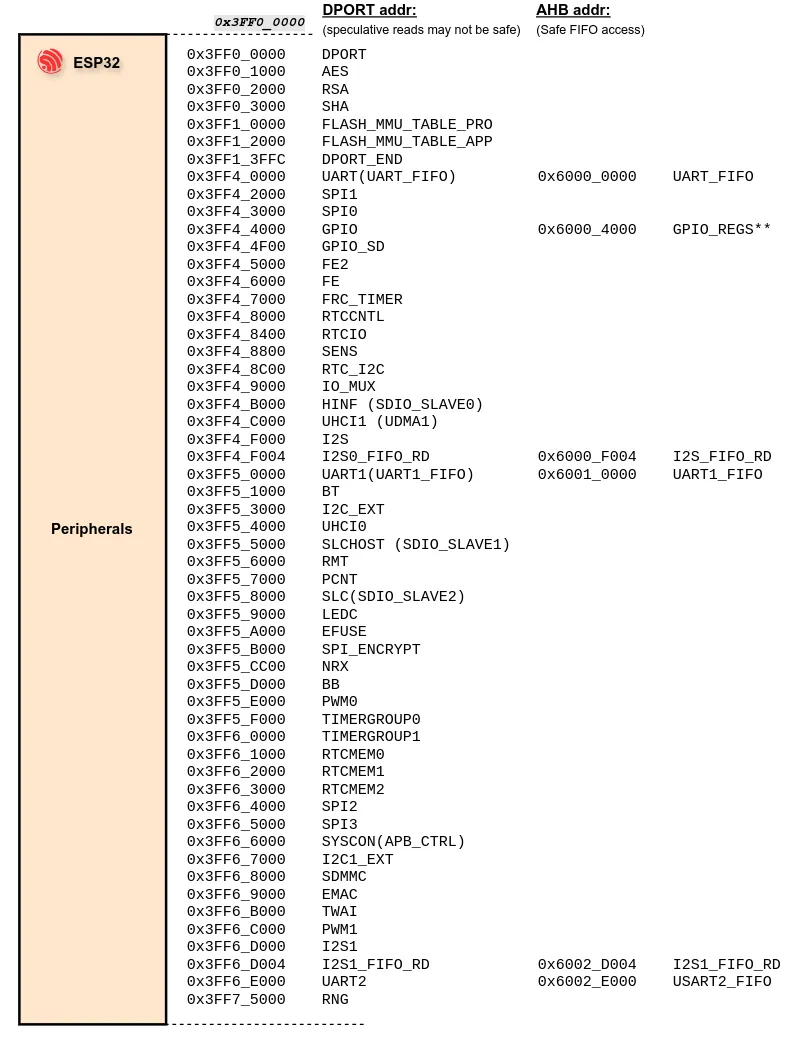 DPORT addr: AHB addr:
0x3FF0_0000 (speculative reads may not be safe) (Safe FIFO access)
ESP32
Peripherals
0x3FF0_0000 DPORT
0x3FF0_1000 AES
0x3FF0_2000 RSA
0x3FF0_3000 SHA
0x3FF1_0000 FLASH_MMU_TABLE_PRO
0x3FF1_2000 FLASH_MMU_TABLE_APP
0x3FF1_3FFC DPORT_END
0x3FF4_0000 UART(UART_FIFO) 0x6000_0000 UART_FIFO
0x3FF4_2000 SPI1
0x3FF4_3000 SPI0
0x3FF4_4000 GPIO 0x6000_4000 GPIO_REGS**
0x3FF4_4F00 GPIO_SD
0x3FF4_5000 FE2
0x3FF4_6000 FE
0x3FF4_7000 FRC_TIMER
0x3FF4_8000 RTCCNTL
0x3FF4_8400 RTCIO
0x3FF4_8800 SENS
0x3FF4_8C00 RTC_I2C
0x3FF4_9000 IO_MUX
0x3FF4_B000 HINF (SDIO_SLAVE0)
0x3FF4_C000 UHCI1 (UDMA1)
0x3FF4_F000 I2S
0x3FF4_F004 I2S0_FIFO_RD 0x6000_F004 I2S_FIFO_RD
0x3FF5_0000 UART1(UART1_FIFO) 0x6001_0000 UART1_FIFO
0x3FF5_1000 BT
0x3FF5_3000 I2C_EXT
0x3FF5_4000 UHCI0
0x3FF5_5000 SLCHOST (SDIO_SLAVE1)
0x3FF5_6000 RMT
0x3FF5_7000 PCNT
0x3FF5_8000 SLC(SDIO_SLAVE2)
0x3FF5_9000 LEDC
0x3FF5_A000 EFUSE
0x3FF5_B000 SPI_ENCRYPT
0x3FF5_CC00 NRX
0x3FF5_D000 BB
0x3FF5_E000 PWM0
0x3FF5_F000 TIMERGROUP0
0x3FF6_0000 TIMERGROUP1
0x3FF6_1000 RTCMEM0
0x3FF6_2000 RTCMEM1
0x3FF6_3000 RTCMEM2
0x3FF6_4000 SPI2
0x3FF6_5000 SPI3
0x3FF6_6000 SYSCON(APB_CTRL)
0x3FF6_7000 I2C1_EXT
0x3FF6_8000 SDMMC
0x3FF6_9000 EMAC
0x3FF6_B000 TWAI
0x3FF6_C000 PWM1
0x3FF6_D000 I2S1
0x3FF6_D004 I2S1_FIFO_RD 0x6002_D004 I2S1_FIFO_RD
0x3FF6_E000 UART2 0x6002_E000 USART2_FIFO
0x3FF7_5000 RNG